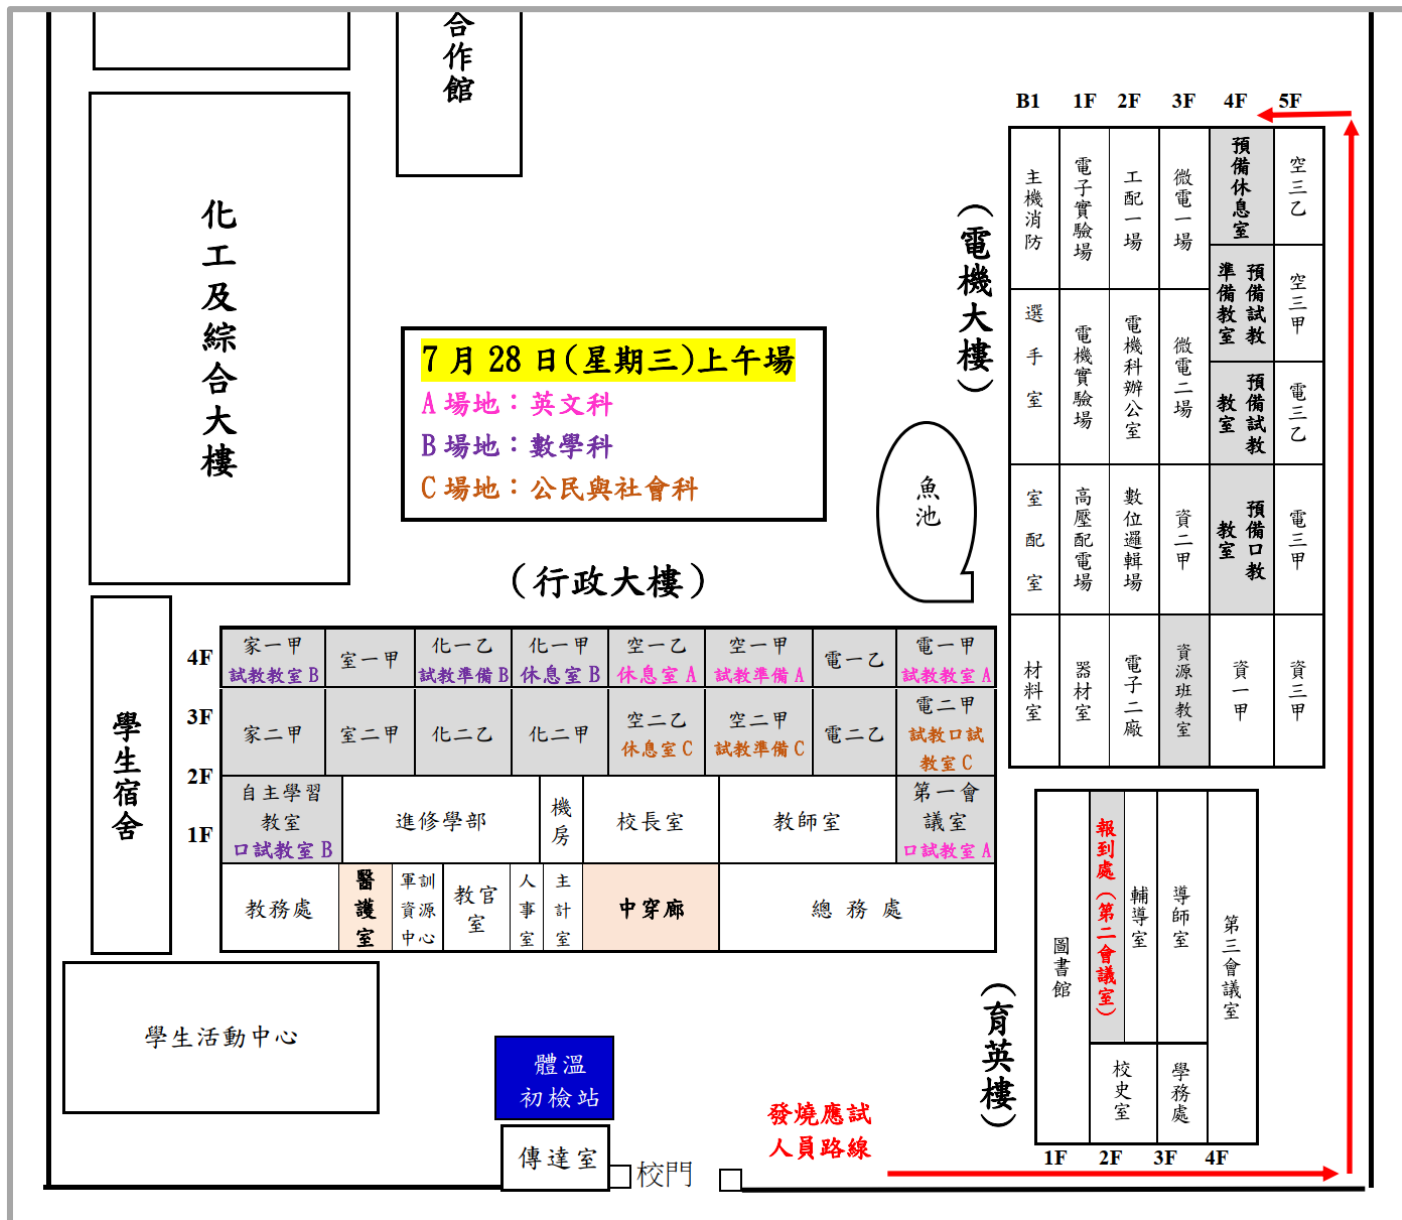 合作館
化工及綜合大樓
7月28日(星期三)上午場
A場地：英文科
B場地：數學科
C場地：公民與社會科
(電機大樓)
魚池
B1 1F 2F 3F 4F 5F
主機消防
電子實驗場
工配一場
微電一場
預備休息室
空三乙
選手室
電機實驗場
電機科辦公室
微電二場
預備試教
準備教室
空三甲
預備試教
教室
電三乙
室配室
高壓配電場
數位邏輯場
資二甲
預備口教
教室
電三甲
材料室
器材室
電子二廠
資源班教室
資一甲
資三甲
(行政大樓)
學生宿舍
4F
家一甲
試教教室B
室一甲
化一乙
試教準備B
化一甲
休息室B
空一乙
休息室A
空一甲
試教準備A
電一乙
電一甲
試教教室A
3F
家二甲
室二甲
化二乙
化二甲
空二乙
休息室C
空二甲
試教準備C
電二乙
電二甲
試教口試
教室C
2F
自主學習
教室
口試教室B
進修學部
機房
校長室
教師室
第一會
議室
口試教室A
1F
教務處
醫護室
軍訓
資源
中心
教官
室
人事室
主計室
中穿廊
總務處
學生活動中心
體溫
初檢站
傳達室
校門
發燒應試
人員路線
(育英樓)
圖書館
報到處(第二會議室)
輔導室
導師室
第三會議室
校史室
學務處
1F 2F 3F 4F